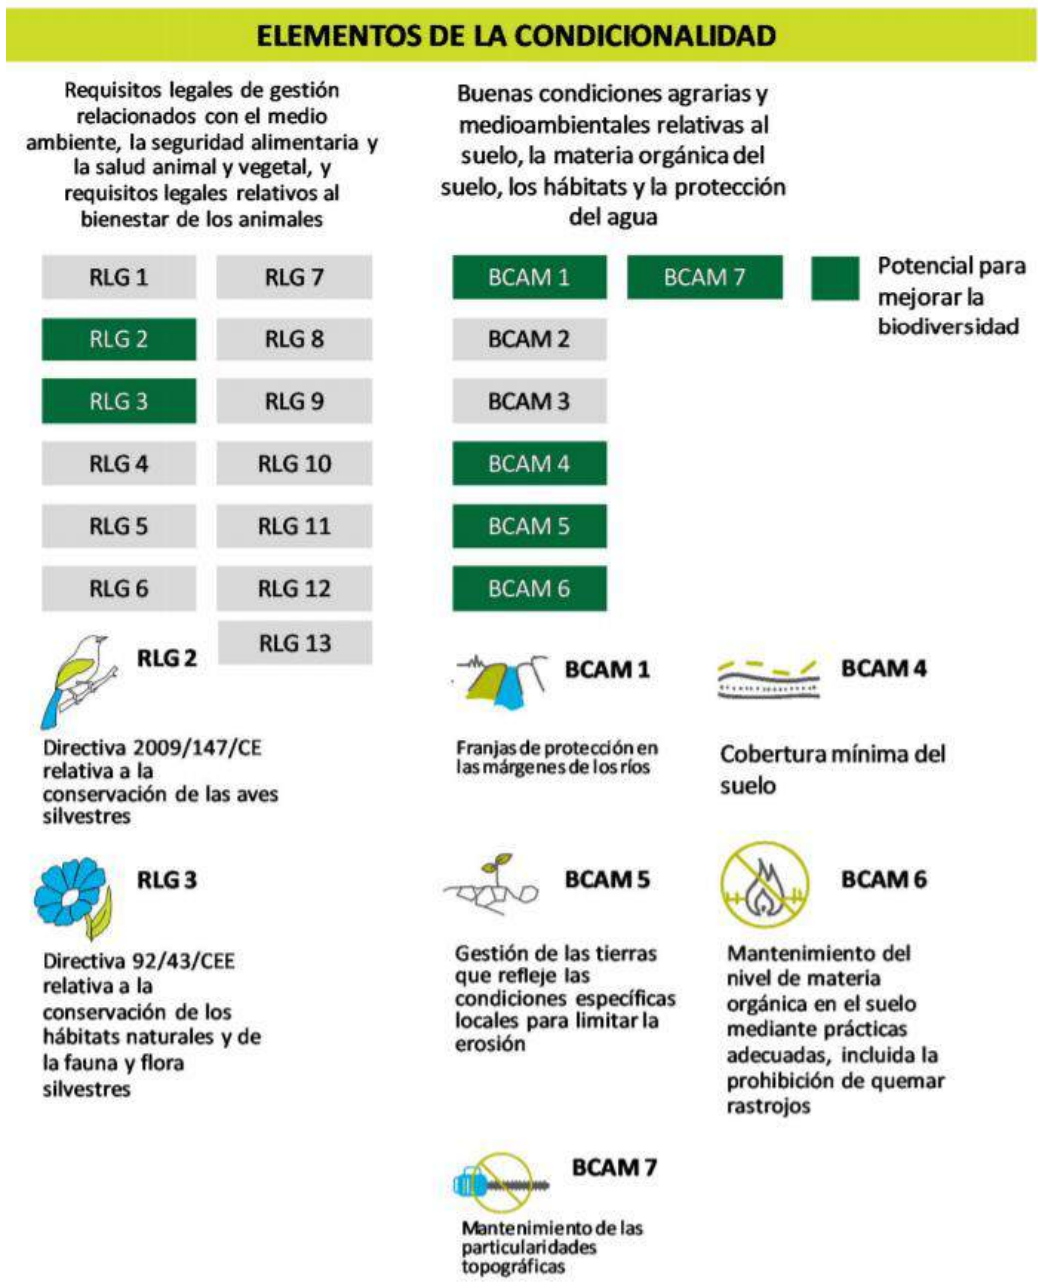 ELEMENTOS DE LA CONDICIONALIDAD
Requisitos legales de gestión
relacionados con el medio
ambiente, la seguridad alimentaria y
la salud animal y vegetal, y
requisitos legales relativos al
bienestar de los animales
Buenas condiciones agrarias y
medioambientales relativas al
suelo, la materia orgánica del
suelo, los hábitats y la protección
del agua
RLG 1
RLG 7
RLG 2
RLG 8
RLG 3
RLG 9
RLG 4
RLG 10
RLG 5
RLG 11
RLG 6
RLG 12
RLG 13
BCAM 1
BCAM 7
BCAM 2
BCAM 3
BCAM 4
BCAM 5
BCAM 6
Potencial para
mejorar la
biodiversidad
RLG 2
Directiva 2009/147/CE
relativa a la
conservación de las aves
silvestres
RLG 3
Directiva 92/43/CEE
relativa a la
conservación de los
hábitats naturales y de
la fauna y flora
silvestres
BCAM 1
Franjas de protección en
las márgenes de los ríos
BCAM 4
Cobertura mínima del
suelo
BCAM 5
Gestión de las tierras
que refleje las
condiciones específicas
locales para limitar la
erosión
BCAM 6
Mantenimiento del
nivel de materia
orgánica en el suelo
mediante prácticas
adecuadas, incluida la
prohibición de quemar
rastrojos
BCAM 7
Mantenimiento de las
particularidades
topográficas